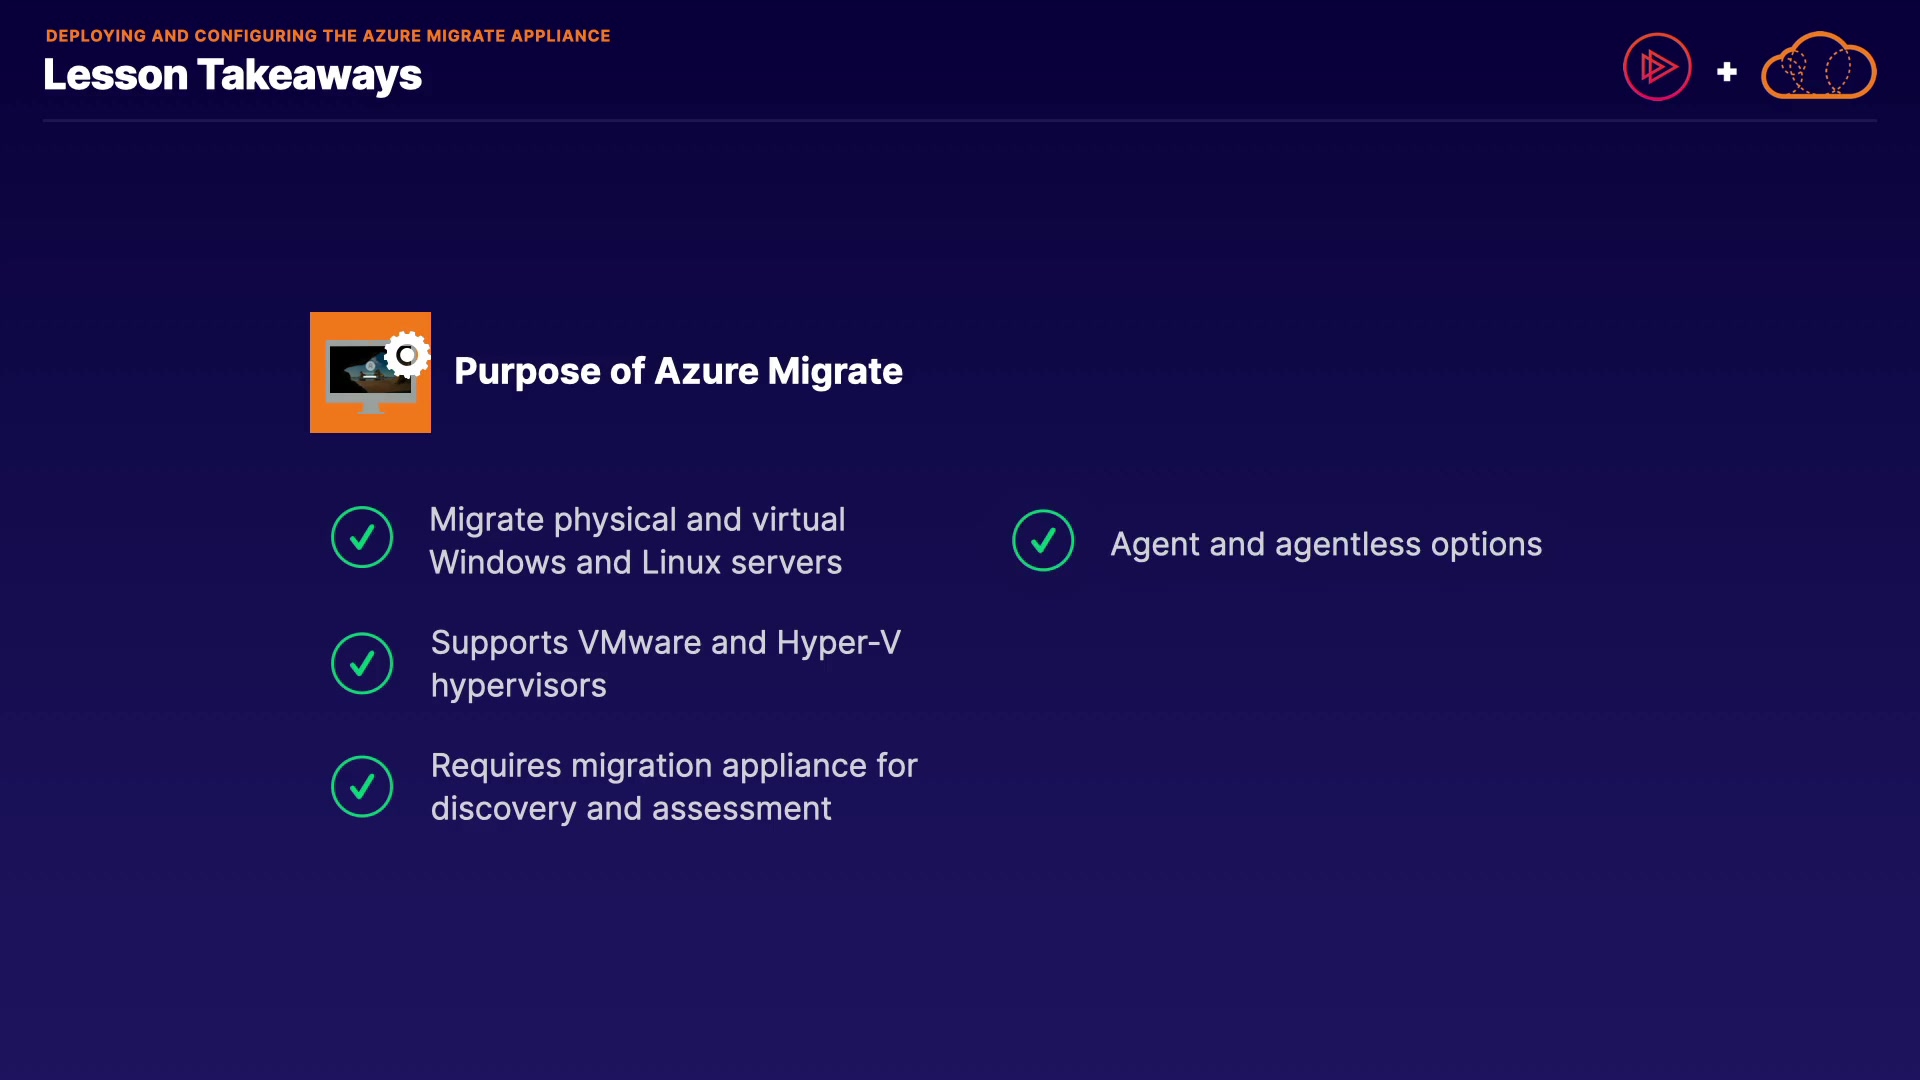 DEPLOYING AND CONFIGURING THE AZURE MIGRATE APPLIANCE
Lesson Takeaways
Purpose of Azure Migrate
Migrate physical and virtual
Windows and Linux servers
Supports VMware and Hyper-V
hypervisors
Requires migration appliance for
discovery and assessment
Agent and agentless options